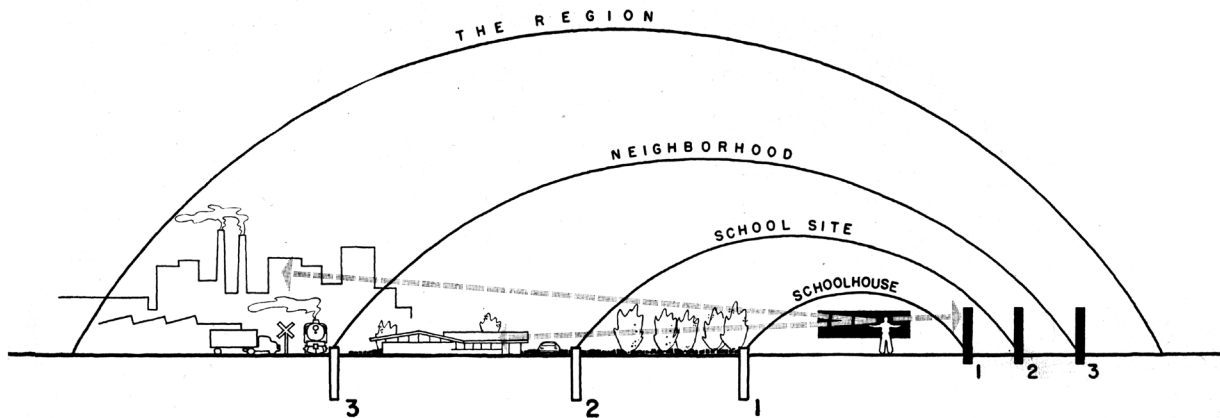 THE REGION
NEIGHBORHOOD
SCHOOL SITE
SCHOOLHOUSE
1 2 3
3 2 1